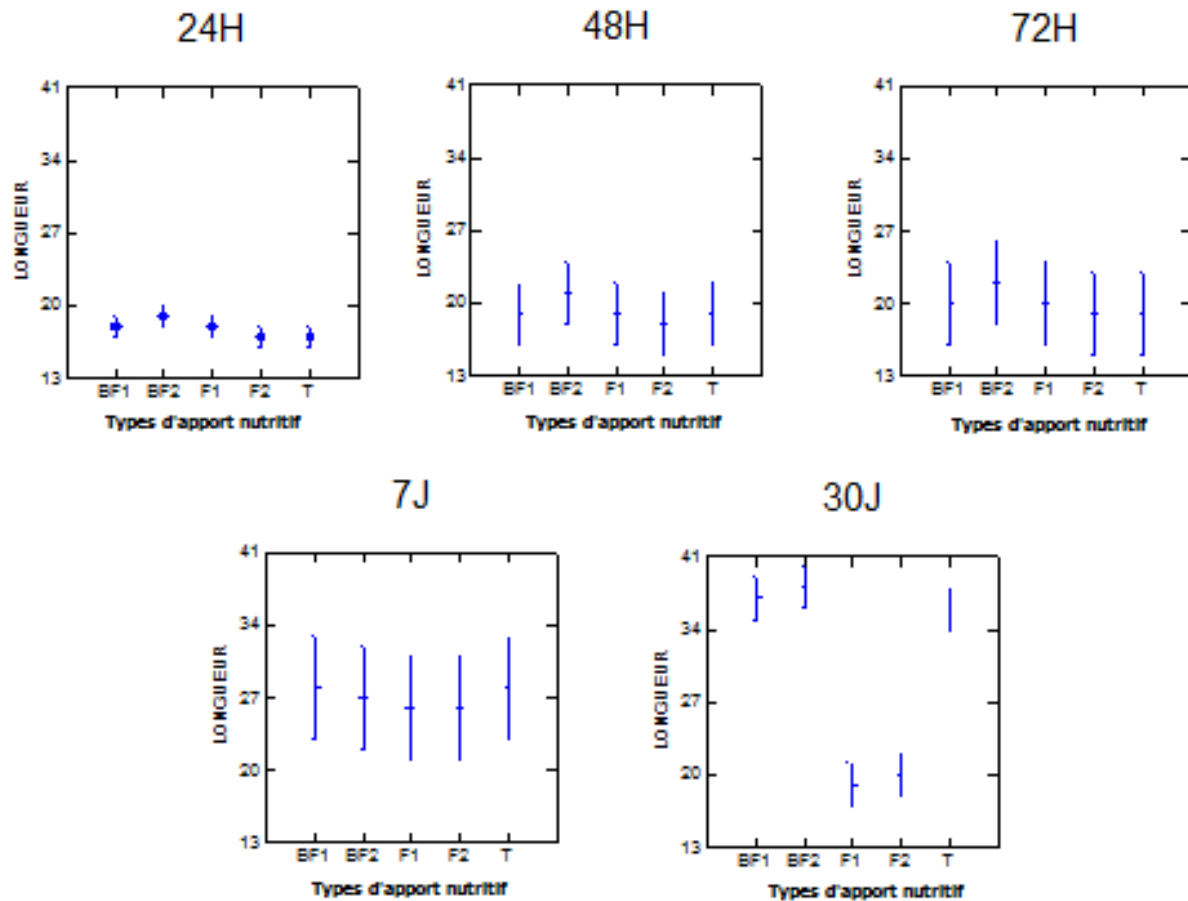 24H
48H
72H
41
34
27
20
13
LONGUEUR
BF1 BF2 F1 F2 T
Types d'apport nutritif
41
34
27
20
13
LONGUEUR
BF1 BF2 F1 F2 T
Types d'apport nutritif
41
34
27
20
13
LONGUEUR
BF1 BF2 F1 F2 T
Types d'apport nutritif
7J
30J
41
34
27
20
13
LONGUEUR
BF1 BF2 F1 F2 T
Types d'apport nutritif
41
34
27
20
13
LONGUEUR
BF1 BF2 F1 F2 T
Types d'apport nutritif